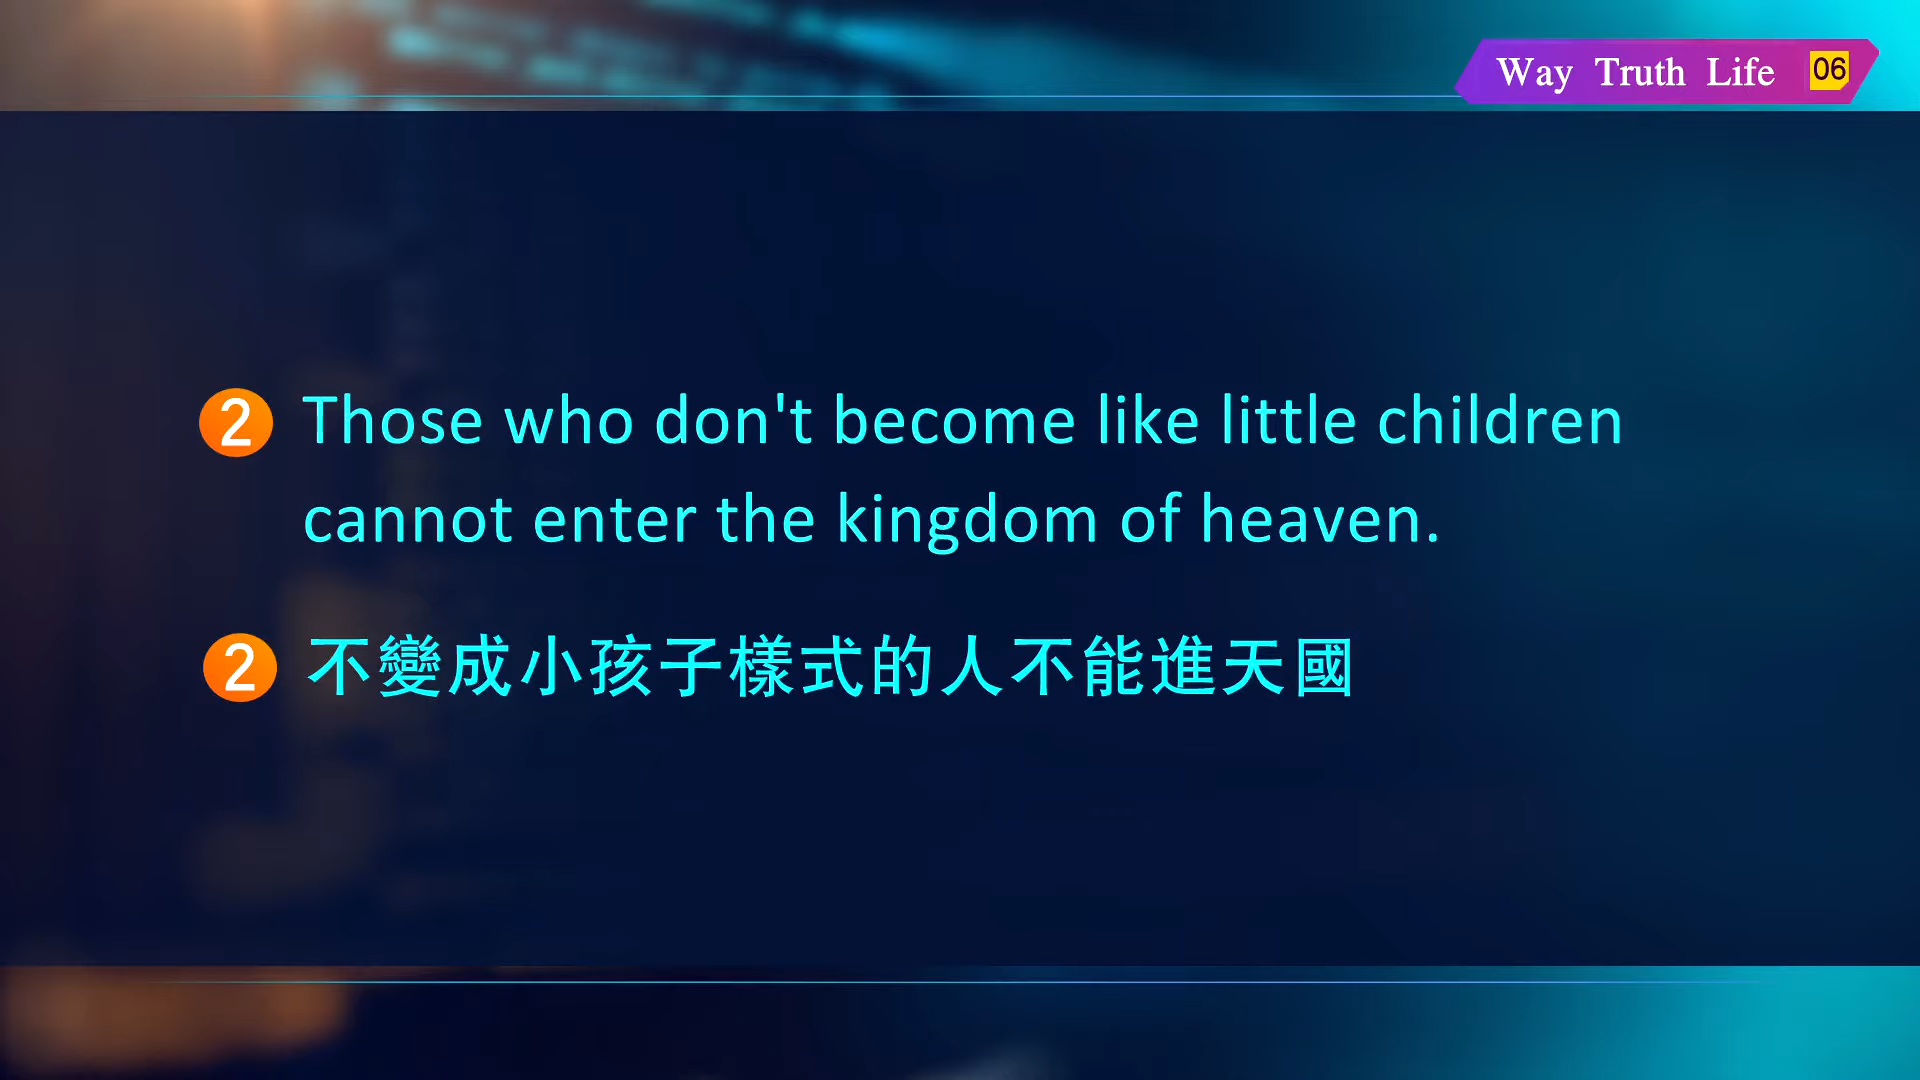 Way Truth Life 06
2 Those who don't become like little children
cannot enter the kingdom of heaven.
2 不變成小孩子樣式的人不能進天國